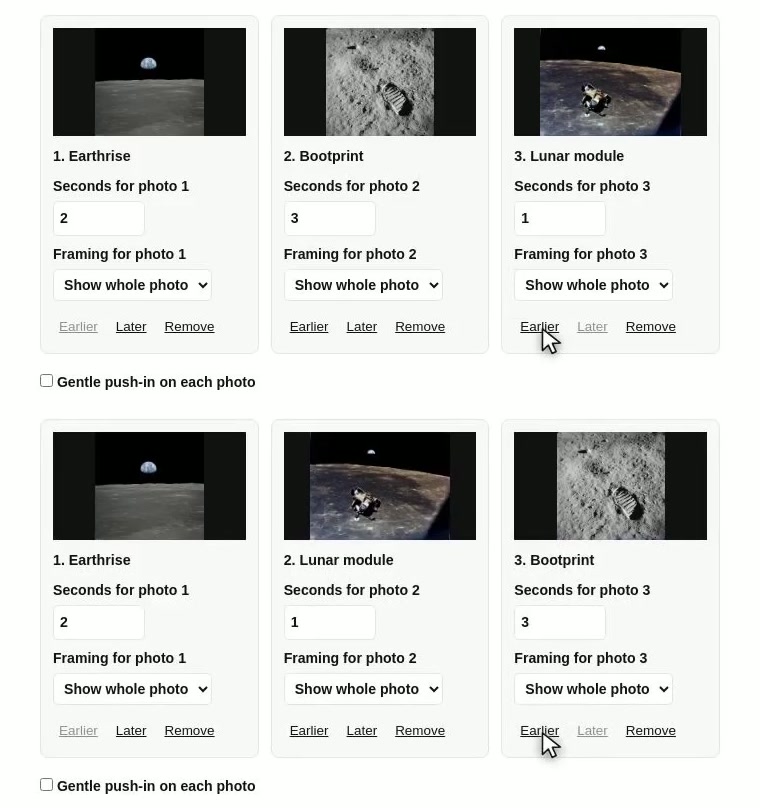 1. Earthrise
2. Bootprint
3. Lunar module
Seconds for photo 1
Seconds for photo 2
Seconds for photo 3
2
3
1
Framing for photo 1
Framing for photo 2
Framing for photo 3
Show whole photo
Show whole photo
Show whole photo
Earlier Later Remove
Earlier Later Remove
Earlier Later Remove
Gentle push-in on each photo
1. Earthrise
2. Lunar module
3. Bootprint
Seconds for photo 1
Seconds for photo 2
Seconds for photo 3
2
1
3
Framing for photo 1
Framing for photo 2
Framing for photo 3
Show whole photo
Show whole photo
Show whole photo
Earlier Later Remove
Earlier Later Remove
Earlier Later Remove
Gentle push-in on each photo